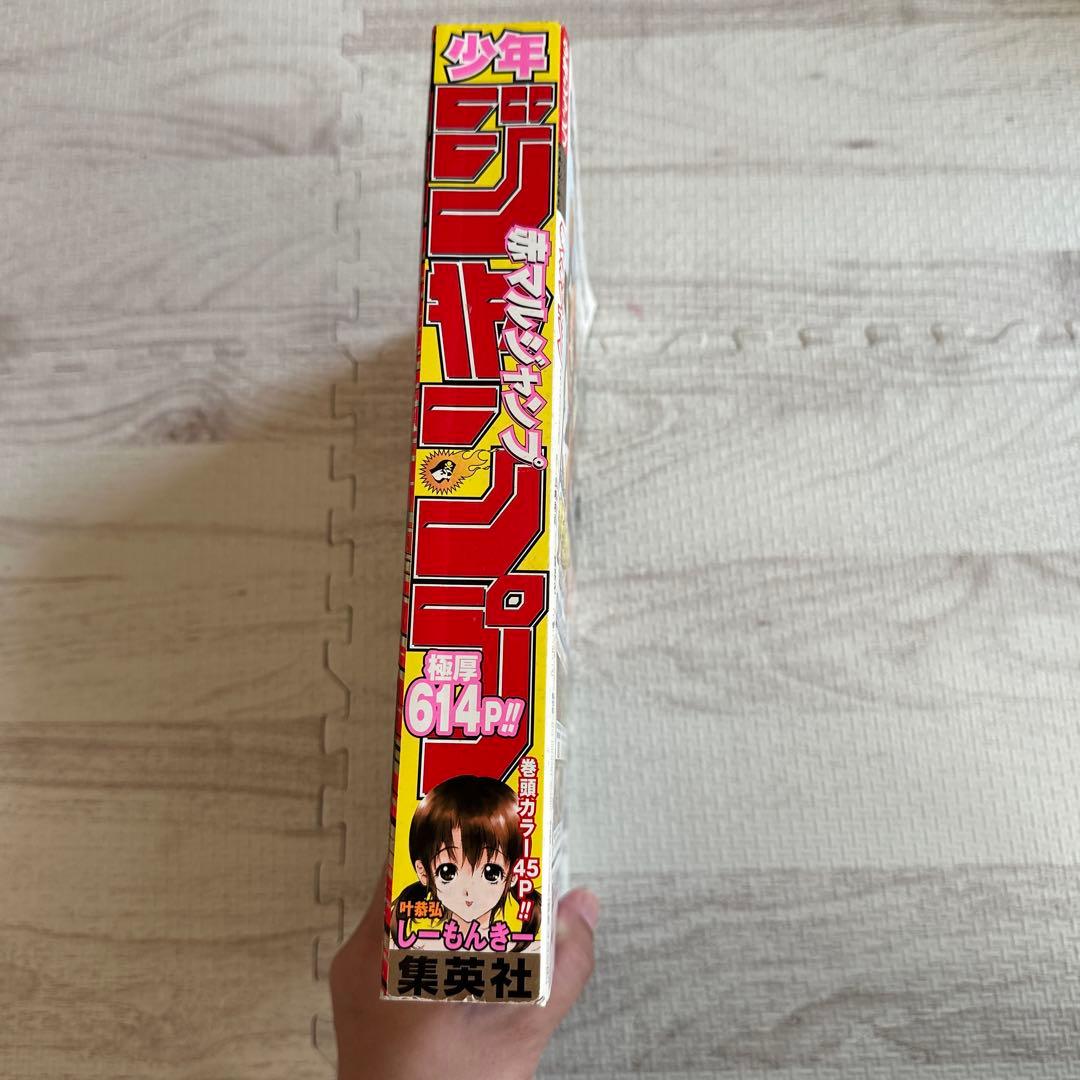 少年
ジャンプ
赤マルジャンプ
極厚
614P!!
巻頭カラー45P!!
叶恭弘
しーもんきー
集英社